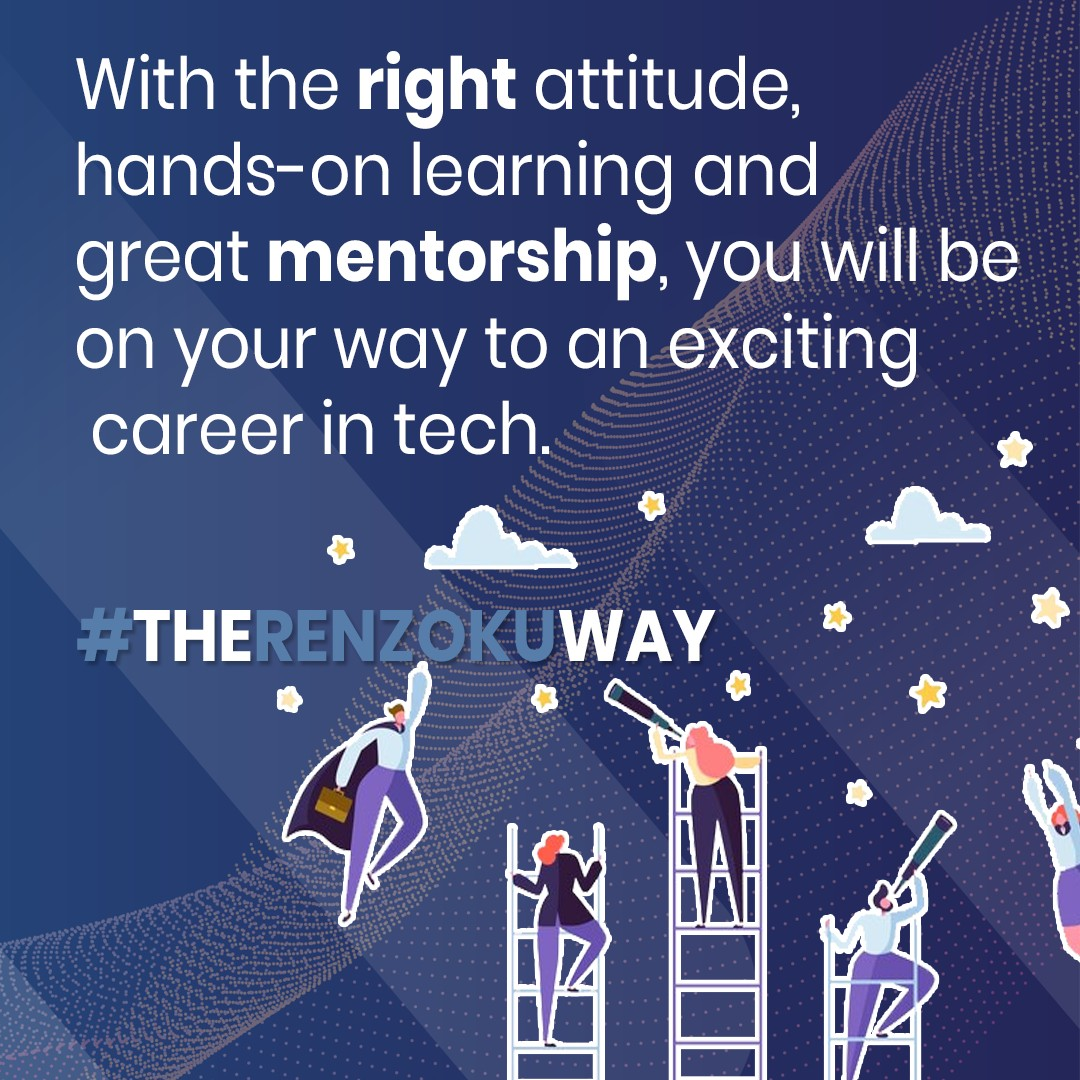 With the right attitude,
hands-on learning and
great mentorship, you will be
on your way to an exciting
career in tech.
#THERENZOKUWAY